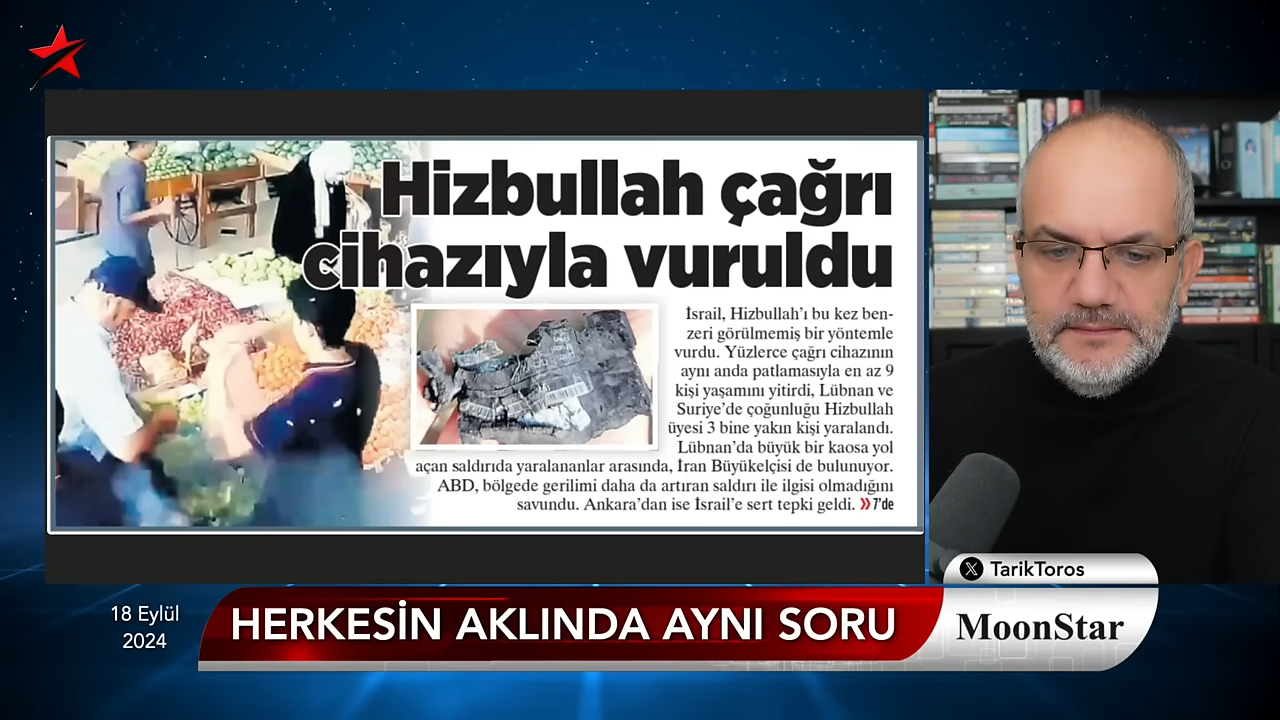 Hizbullah çağrı
cihazıyla vuruldu
İsrail, Hizbullah'ı bu kez ben-
zeri görülmemiş bir yöntemle
vurdu. Yüzlerce çağrı cihazının
aynı anda patlamasıyla en az 9
kişi yaşamını yitirdi, Lübnan ve
Suriye'de çoğunluğu Hizbullah
üyesi 3 bine yakın kişi yaralandı.
Lübnan'da büyük bir kaosa yol
açan saldırıda yaralananlar arasında, İran Büyükelçisi de bulunuyor.
ABD, bölgede gerilimi daha da artıran saldırı ile ilgisi olmadığını
savundu. Ankara'dan ise İsrail'e sert tepki geldi. »7'de
X TarikToros
18 Eylül
2024
HERKESİN AKLINDA AYNI SORU
MoonStar